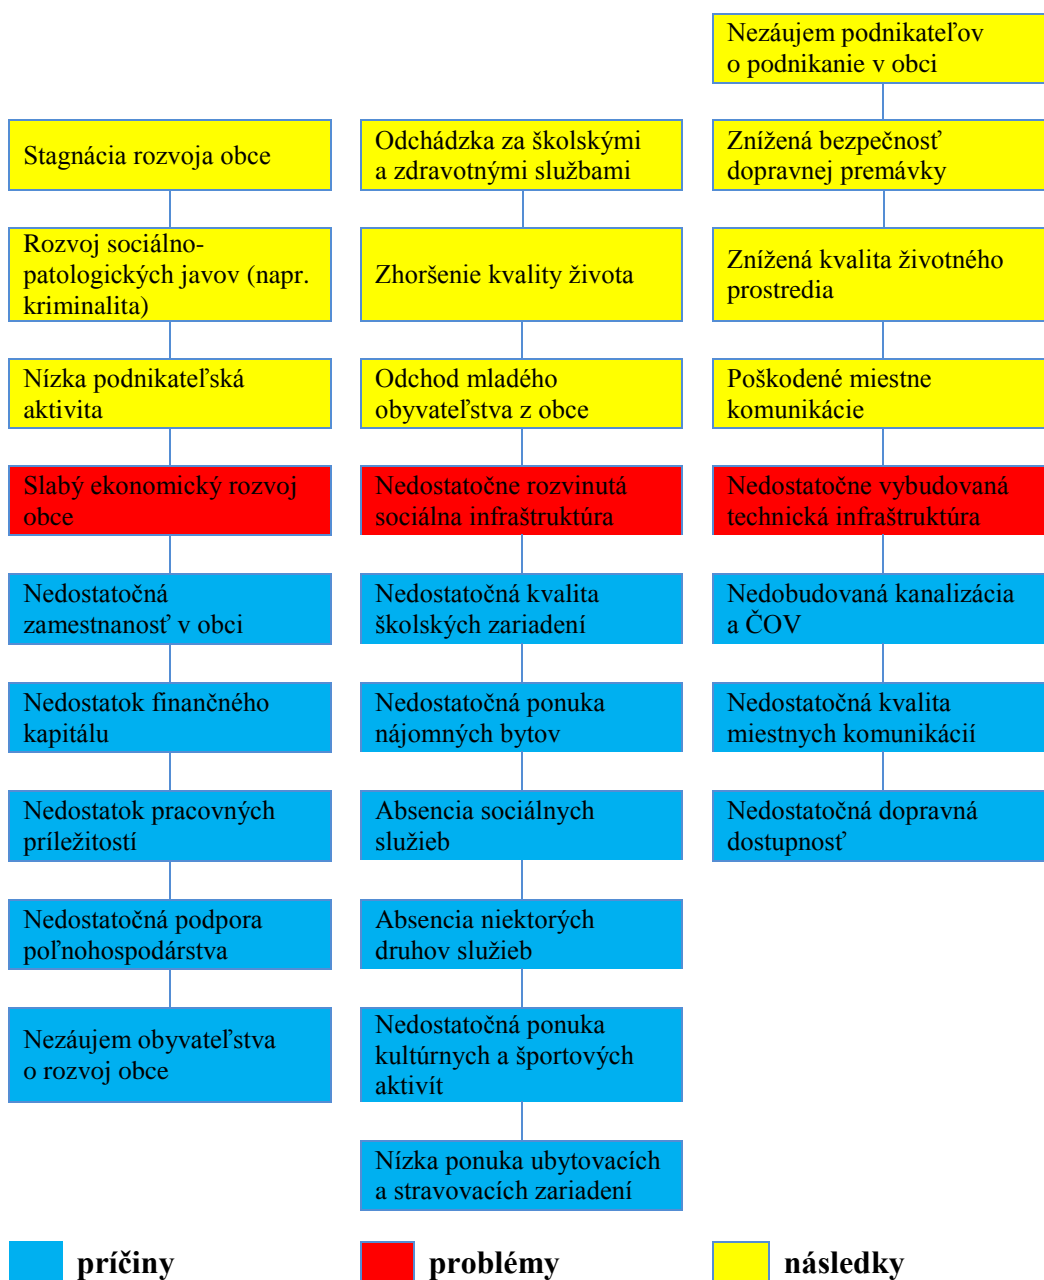 Nezáujem podnikateľov
o podnikanie v obci
Stagnácia rozvoja obce
Odchádzka za školskými
a zdravotnými službami
Znížená bezpečnosť
dopravnej premávky
Rozvoj sociálno-
patologických javov (napr.
kriminalita)
Zhoršenie kvality života
Znížená kvalita životného
prostredia
Nízka podnikateľská
aktivita
Odchod mladého
obyvateľstva z obce
Poškodené miestne
komunikácie
Slabý ekonomický rozvoj
obce
Nedostatočne rozvinutá
sociálna infraštruktúra
Nedostatočne vybudovaná
technická infraštruktúra
Nedostatočná
zamestnanosť v obci
Nedostatočná kvalita
školských zariadení
Nedobudovaná kanalizácia
a ČOV
Nedostatok finančného
kapitálu
Nedostatočná ponuka
nájomných bytov
Nedostatočná kvalita
miestnych komunikácií
Nedostatok pracovných
príležitostí
Absencia sociálnych
služieb
Nedostatočná dopravná
dostupnosť
Nedostatočná podpora
poľnohospodárstva
Absencia niektorých
druhov služieb
Nezáujem obyvateľstva
o rozvoj obce
Nedostatočná ponuka
kultúrnych a športových
aktivít
Nízka ponuka ubytovacích
a stravovacích zariadení
príčiny
problémy
následky